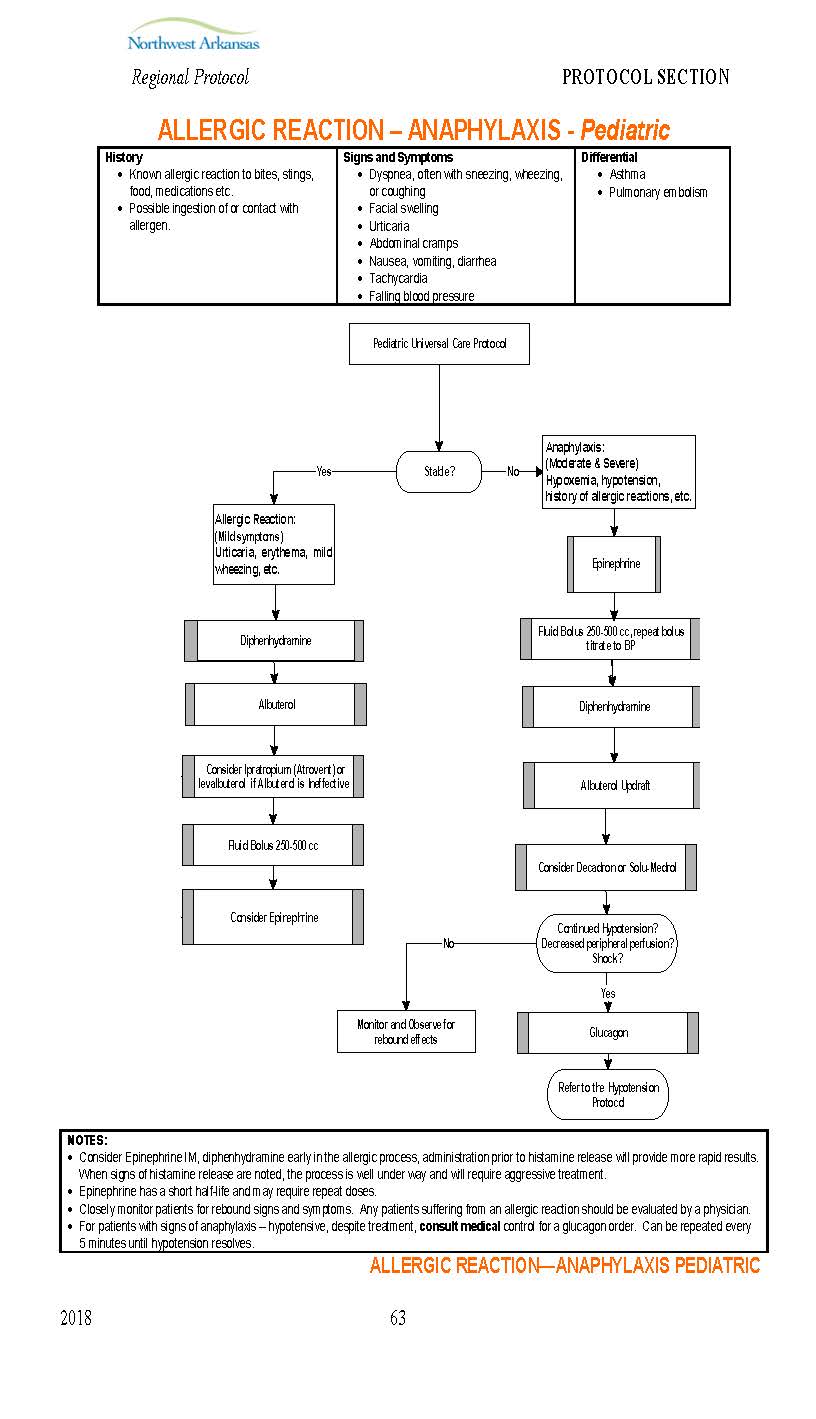 Northwest Arkansas
Regional Protocol
PROTOCOL SECTION
ALLERGIC REACTION – ANAPHYLAXIS - Pediatric
History
• Known allergic reaction to bites, stings,
food, medications etc.
• Possible ingestion of or contact with
allergen.
Signs and Symptoms
• Dyspnea, often with sneezing, wheezing,
or coughing
• Facial swelling
• Urticaria
• Abdominal cramps
• Nausea, vomiting, diarrhea
• Tachycardia
• Falling blood pressure
Differential
• Asthma
• Pulmonary embolism
Pediatric Universal Care Protocol
Stable?
Yes
No
Allergic Reaction:
(Mild symptoms)
Urticaria, erythema, mild
wheezing, etc.
Diphenhydramine
Albuterol
Consider Ipratropium (Atrovent) or
levalbuterol if Albuterol is Ineffective
Fluid Bolus 250-500 cc
Consider Epinephrine
Anaphylaxis:
(Moderate & Severe)
Hypoxemia, hypotension,
history of allergic reactions, etc.
Epinephrine
Fluid Bolus 250-500 cc, repeat bolus
titrate to BP
Diphenhydramine
Albuterol Updraft
Consider Decadron or Solu-Medrol
Continued Hypotension?
Decreased peripheral perfusion?
Shock?
No
Yes
Monitor and Observe for
rebound effects
Glucagon
Refer to the Hypotension
Protocol
NOTES:
• Consider Epinephrine IM, diphenhydramine early in the allergic process, administration prior to histamine release will provide more rapid results.
When signs of histamine release are noted, the process is well under way and will require aggressive treatment.
• Epinephrine has a short half-life and may require repeat doses.
• Closely monitor patients for rebound signs and symptoms. Any patients suffering from an allergic reaction should be evaluated by a physician.
• For patients with signs of anaphylaxis – hypotensive, despite treatment, consult medical control for a glucagon order. Can be repeated every
5 minutes until hypotension resolves.
ALLERGIC REACTION—ANAPHYLAXIS PEDIATRIC
2018
63